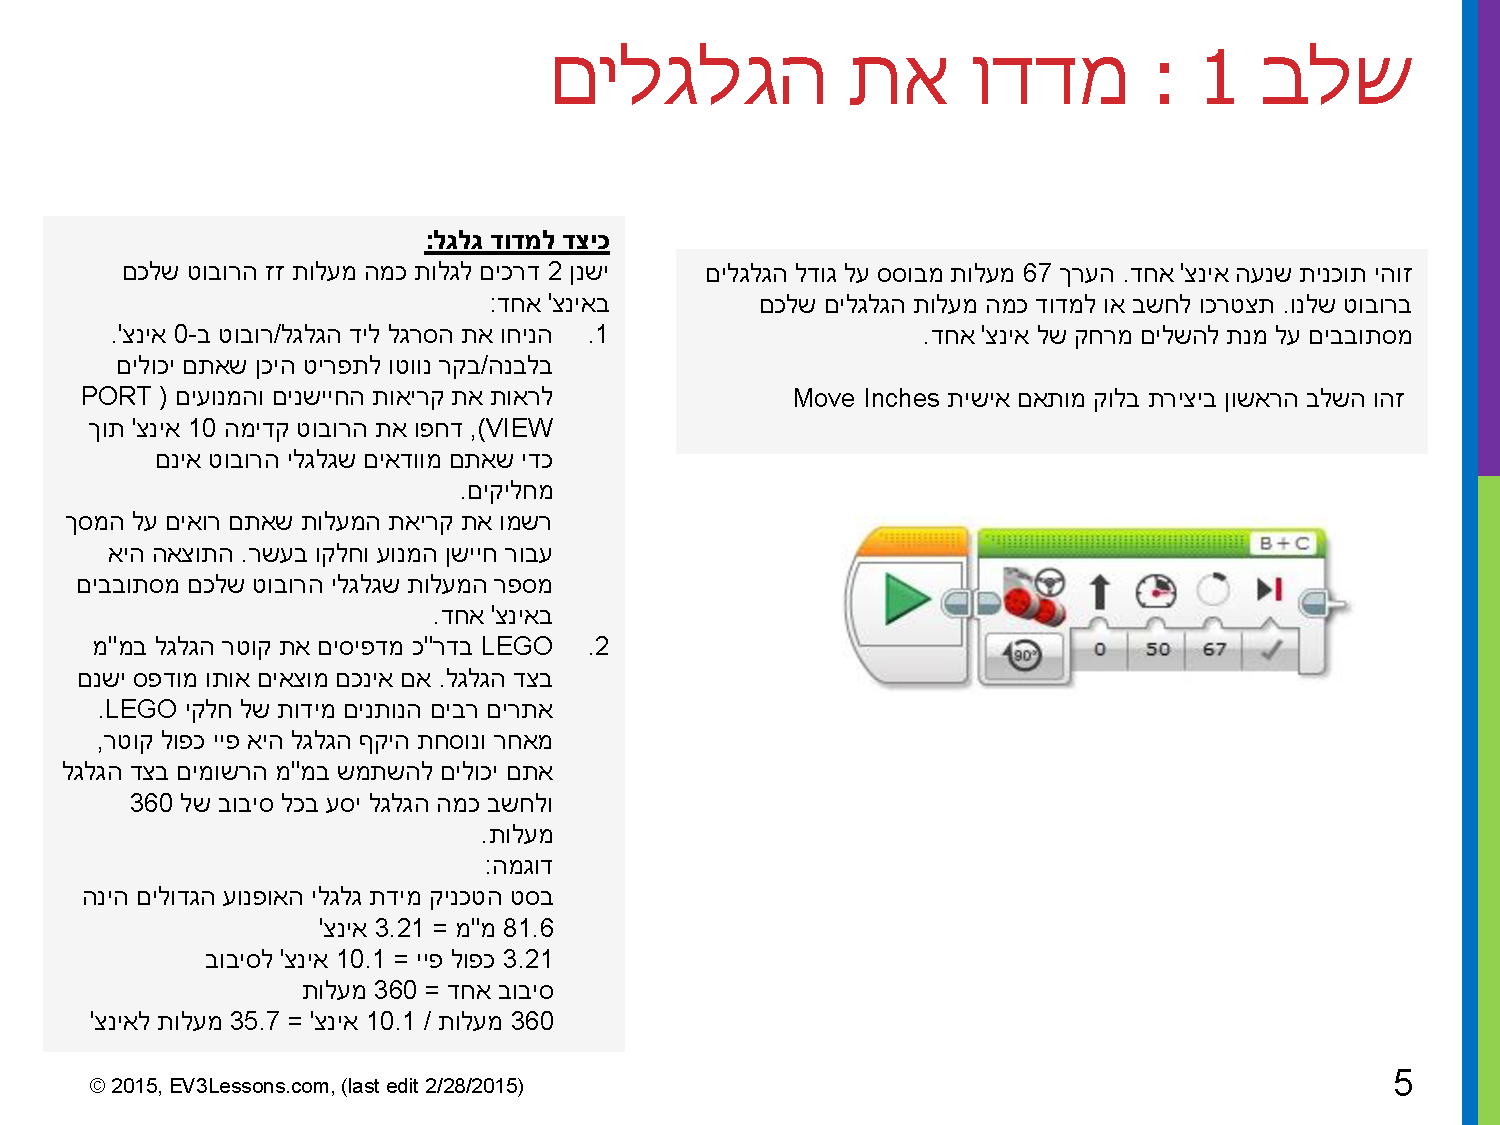 שלב 1 : מדדו את הגלגלים
זוהי תוכנית שנעה אינצ' אחד. הערך 67 מעלות מבוסס על גודל הגלגלים
ברובוט שלנו. תצטרכו לחשב או למדוד כמה מעלות הגלגלים שלכם
מסתובבים על מנת להשלים מרחק של אינצ' אחד.
זהו השלב הראשון ביצירת בלוק מותאם אישית Move Inches
B + C
90°
0
50
67
כיצד למדוד גלגל:
ישנן 2 דרכים לגלות כמה מעלות זז הרובוט שלכם
באינצ' אחד:
1. הניחו את הסרגל ליד הגלגל/רובוט ב-0 אינצ'.
בלבנה/בקר נווטו לתפריט היכן שאתם יכולים
לראות את קריאות החיישנים והמנועים ( PORT
VIEW), דחפו את הרובוט קדימה 10 אינצ' תוך
כדי שאתם מוודאים שגלגלי הרובוט אינם
מחליקים.
רשמו את קריאת המעלות שאתם רואים על המסך
עבור חיישן המנוע וחלקו בעשר. התוצאה היא
מספר המעלות שגלגלי הרובוט שלכם מסתובבים
באינצ' אחד.
2. LEGO בדר"כ מדפיסים את קוטר הגלגל במ"מ
בצד הגלגל. אם אינכם מוצאים אותו מודפס ישנם
אתרים רבים הנותנים מידות של חלקי LEGO.
מאחר ונוסחת היקף הגלגל היא פיי כפול קוטר,
אתם יכולים להשתמש במ"מ הרשומים בצד הגלגל
ולחשב כמה הגלגל יסע בכל סיבוב של 360
מעלות.
דוגמה:
בסט הטכניק מידת גלגלי האופנוע הגדולים הינה
81.6 מ"מ = 3.21 אינצ'
3.21 כפול פיי = 10.1 אינצ' לסיבוב
סיבוב אחד = 360 מעלות
360 מעלות / 10.1 אינצ' = 35.7 מעלות לאינצ'
© 2015, EV3Lessons.com, (last edit 2/28/2015)
5